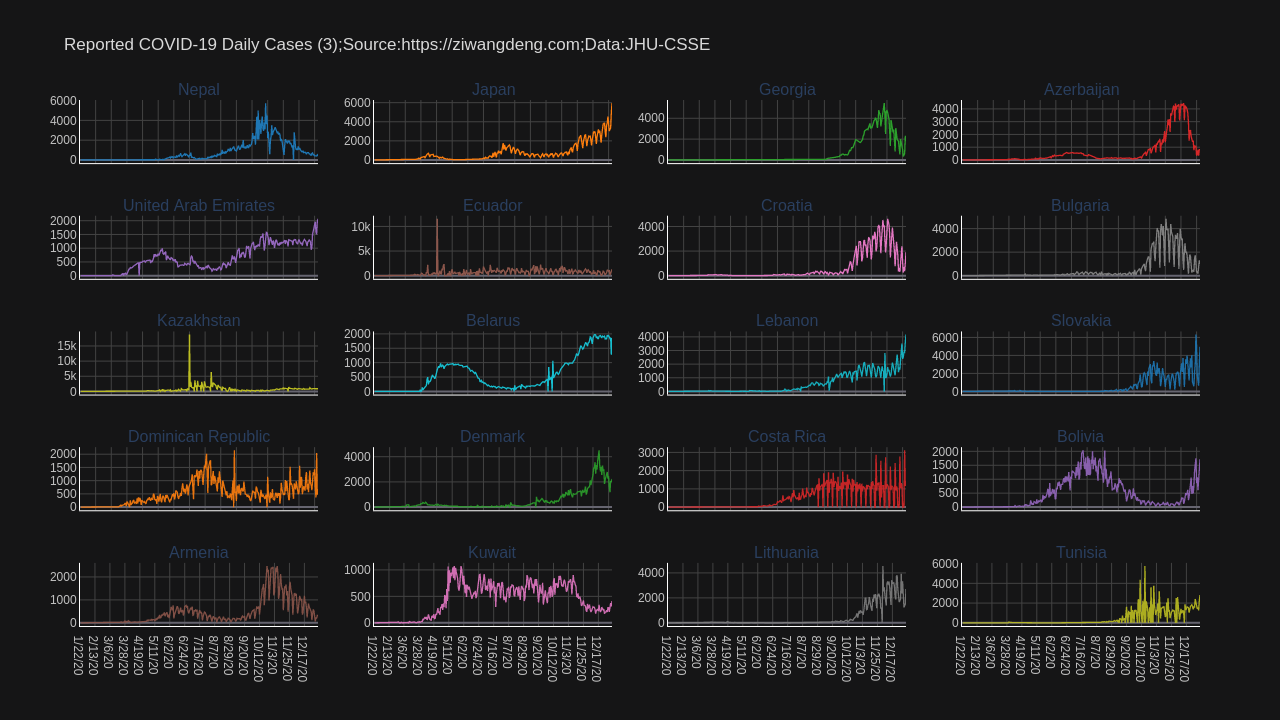 Reported COVID-19 Daily Cases (3);Source:https://ziwangdeng.com;Data:JHU-CSSE
Nepal
6000
4000
2000
0
Japan
6000
4000
2000
0
Georgia
4000
2000
0
Azerbaijan
4000
3000
2000
1000
0
United Arab Emirates
2000
1500
1000
500
0
Ecuador
10k
5k
0
Croatia
4000
2000
0
Bulgaria
4000
2000
0
Kazakhstan
15k
10k
5k
0
Belarus
2000
1500
1000
500
0
Lebanon
4000
3000
2000
1000
0
Slovakia
6000
4000
2000
0
Dominican Republic
2000
1500
1000
500
0
Denmark
4000
2000
0
Costa Rica
3000
2000
1000
0
Bolivia
2000
1500
1000
500
0
Armenia
2000
1000
0
Kuwait
1000
500
0
Lithuania
4000
2000
0
Tunisia
6000
4000
2000
0
1/22/20 2/13/20 3/6/20 3/28/20 4/19/20 5/11/20 6/2/20 6/24/20 7/16/20 8/7/20 8/29/20 9/20/20 10/12/20 11/3/20 11/25/20 12/17/20
1/22/20 2/13/20 3/6/20 3/28/20 4/19/20 5/11/20 6/2/20 6/24/20 7/16/20 8/7/20 8/29/20 9/20/20 10/12/20 11/3/20 11/25/20 12/17/20
1/22/20 2/13/20 3/6/20 3/28/20 4/19/20 5/11/20 6/2/20 6/24/20 7/16/20 8/7/20 8/29/20 9/20/20 10/12/20 11/3/20 11/25/20 12/17/20
1/22/20 2/13/20 3/6/20 3/28/20 4/19/20 5/11/20 6/2/20 6/24/20 7/16/20 8/7/20 8/29/20 9/20/20 10/12/20 11/3/20 11/25/20 12/17/20